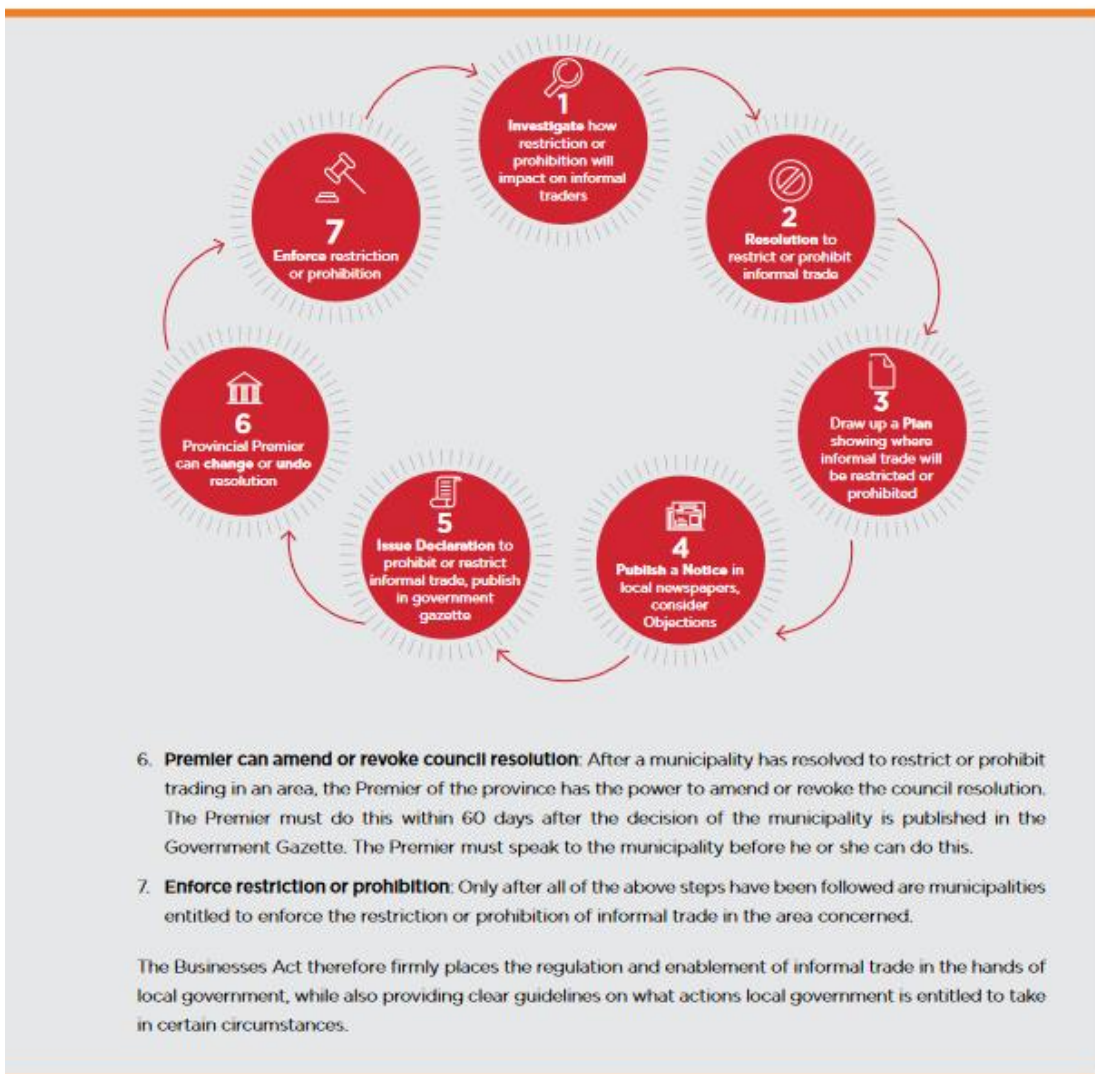 1
Investigate how
restriction or
prohibition will
impact on informal
traders
2
Resolution to
restrict or prohibit
informal trade
3
Draw up a Plan
showing where
informal trade will
be restricted or
prohibited
4
Publish a Notice in
local newspapers,
consider
Objections
5
Issue Declaration to
prohibit or restrict
informal trade, publish
in government
gazette
6
Provincial Premier
can change or undo
resolution
7
Enforce restriction
or prohibition
6. Premier can amend or revoke council resolution: After a municipality has resolved to restrict or prohibit
trading in an area, the Premier of the province has the power to amend or revoke the council resolution.
The Premier must do this within 60 days after the decision of the municipality is published in the
Government Gazette. The Premier must speak to the municipality before he or she can do this.
7. Enforce restriction or prohibition: Only after all of the above steps have been followed are municipalities
entitled to enforce the restriction or prohibition of informal trade in the area concerned.
The Businesses Act therefore firmly places the regulation and enablement of informal trade in the hands of
local government, while also providing clear guidelines on what actions local government is entitled to take
in certain circumstances.